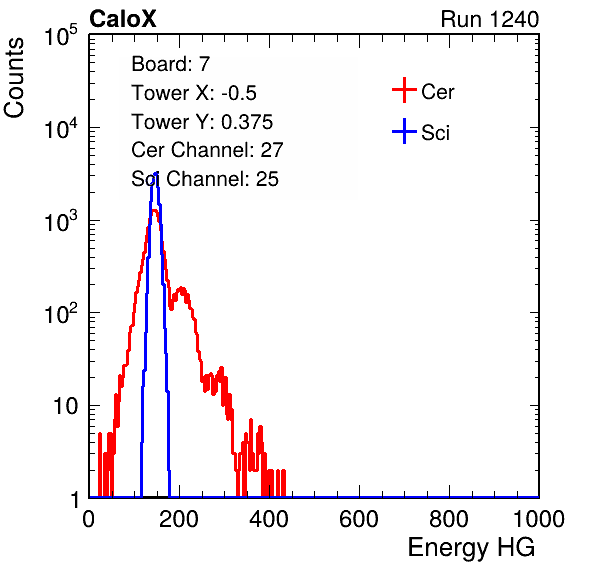 CaloX Run 1240
Board: 7
Tower X: -0.5
Tower Y: 0.375
Cer Channel: 27
Sci Channel: 25
Cer
Sci
Counts
10^5
10^4
10^3
10^2
10
1
0 200 400 600 800 1000
Energy HG